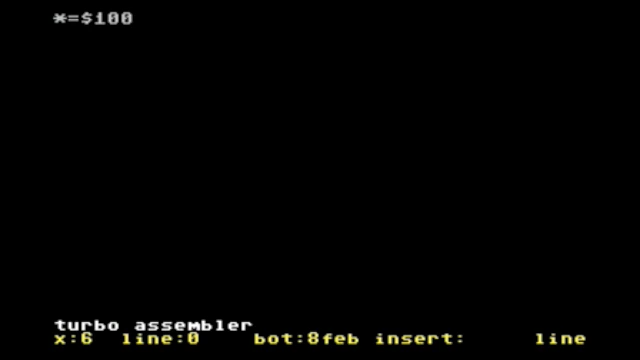 *=$100
turbo assembler
x:6 line:0 bot:8feb insert: line